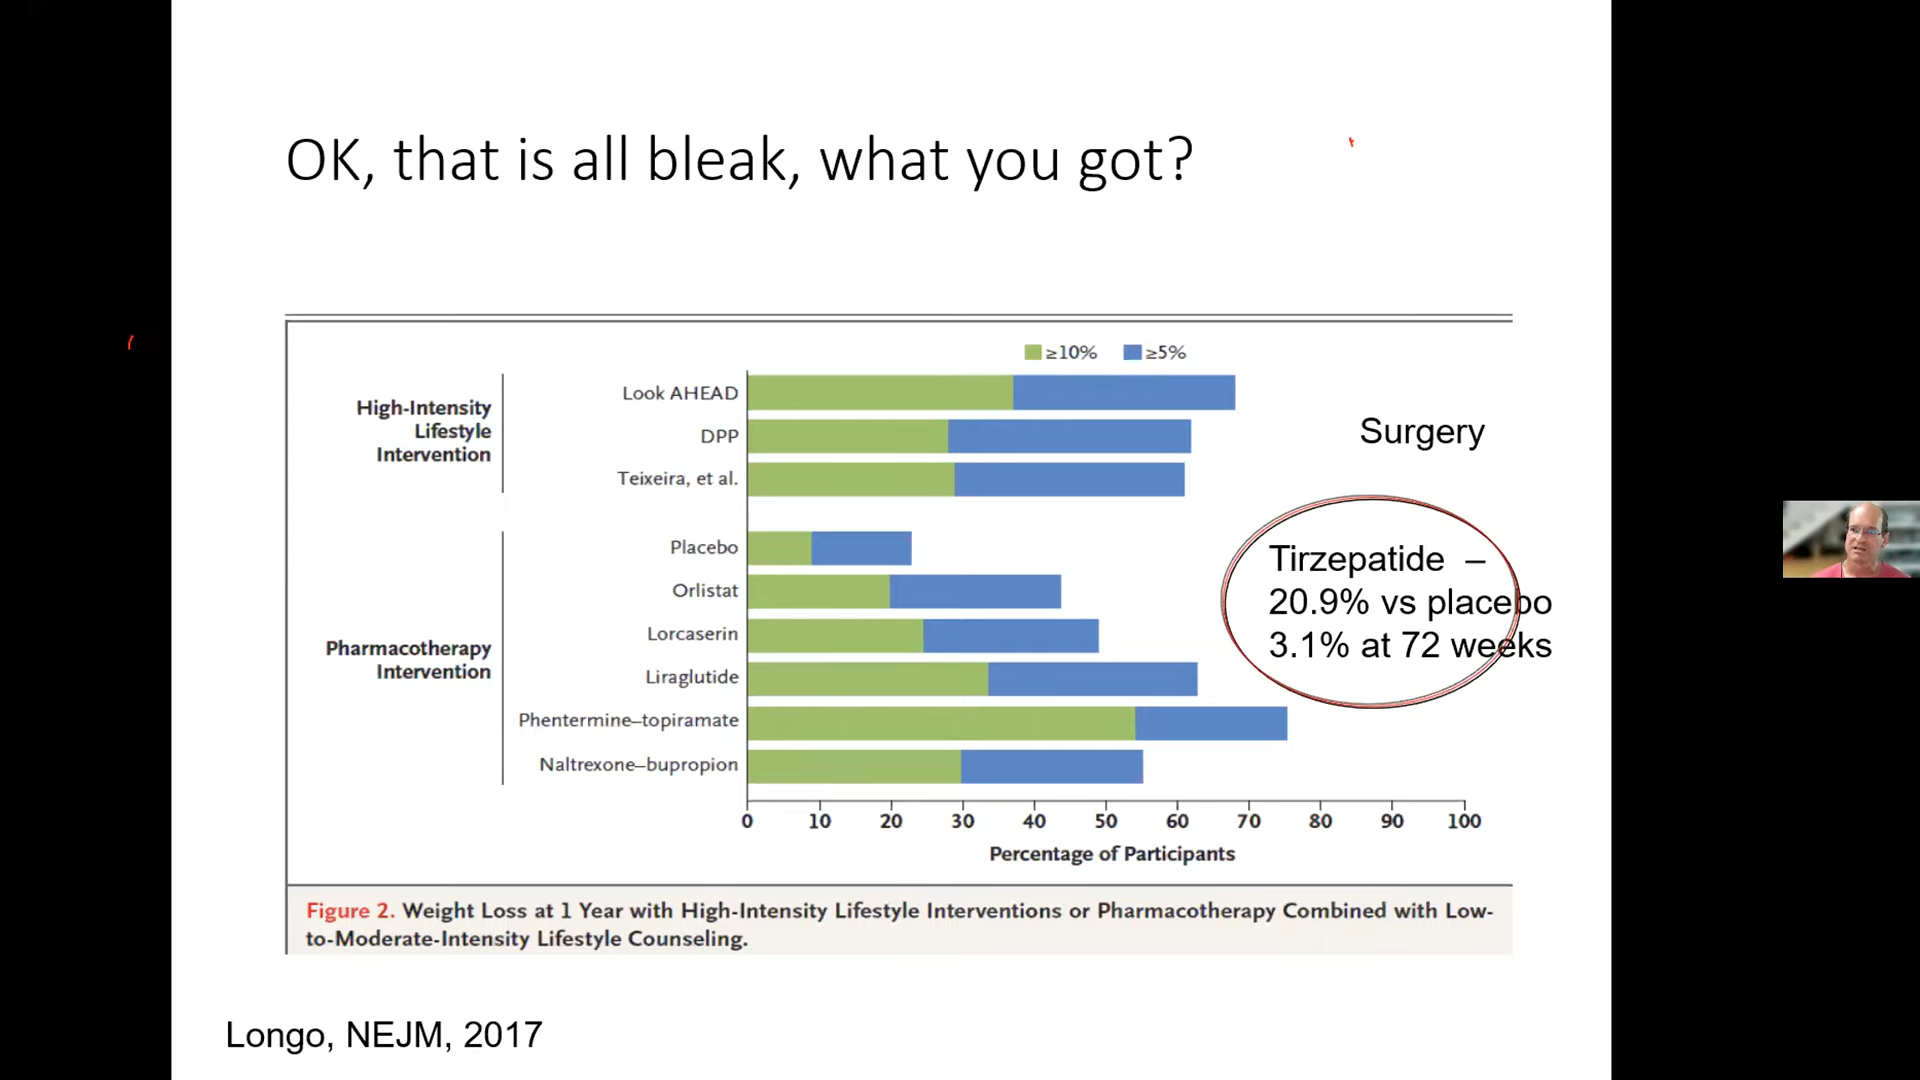 OK, that is all bleak, what you got?
≥10% ≥5%
High-Intensity
Lifestyle
Intervention
Look AHEAD
DPP
Teixeira, et al.
Surgery
Pharmacotherapy
Intervention
Placebo
Orlistat
Lorcaserin
Liraglutide
Phentermine–topiramate
Naltrexone–bupropion
Tirzepatide –
20.9% vs placebo
3.1% at 72 weeks
0 10 20 30 40 50 60 70 80 90 100
Percentage of Participants
Figure 2. Weight Loss at 1 Year with High-Intensity Lifestyle Interventions or Pharmacotherapy Combined with Low-
to-Moderate-Intensity Lifestyle Counseling.
Longo, NEJM, 2017